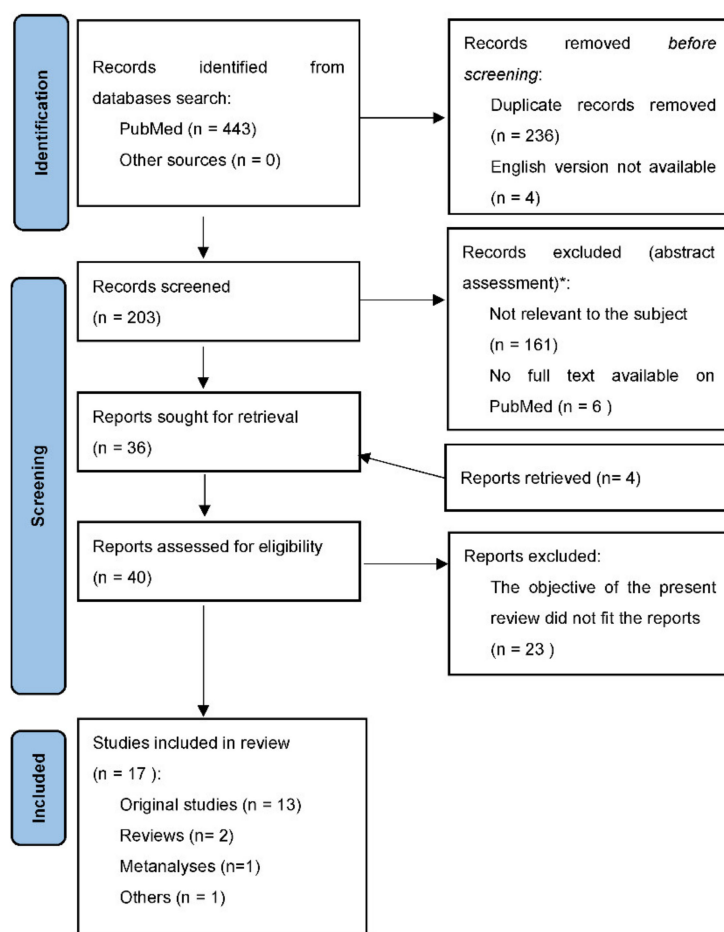 Identification
Records identified from
databases search:
PubMed (n = 443)
Other sources (n = 0)
Records removed before
screening:
Duplicate records removed
(n = 236)
English version not available
(n = 4)
Screening
Records screened
(n = 203)
Records excluded (abstract
assessment)*:
Not relevant to the subject
(n = 161)
No full text available on
PubMed (n = 6 )
Reports sought for retrieval
(n = 36)
Reports retrieved (n= 4)
Reports assessed for eligibility
(n = 40)
Reports excluded:
The objective of the present
review did not fit the reports
(n = 23 )
Included
Studies included in review
(n = 17 ):
Original studies (n = 13)
Reviews (n= 2)
Metanalyses (n=1)
Others (n = 1)